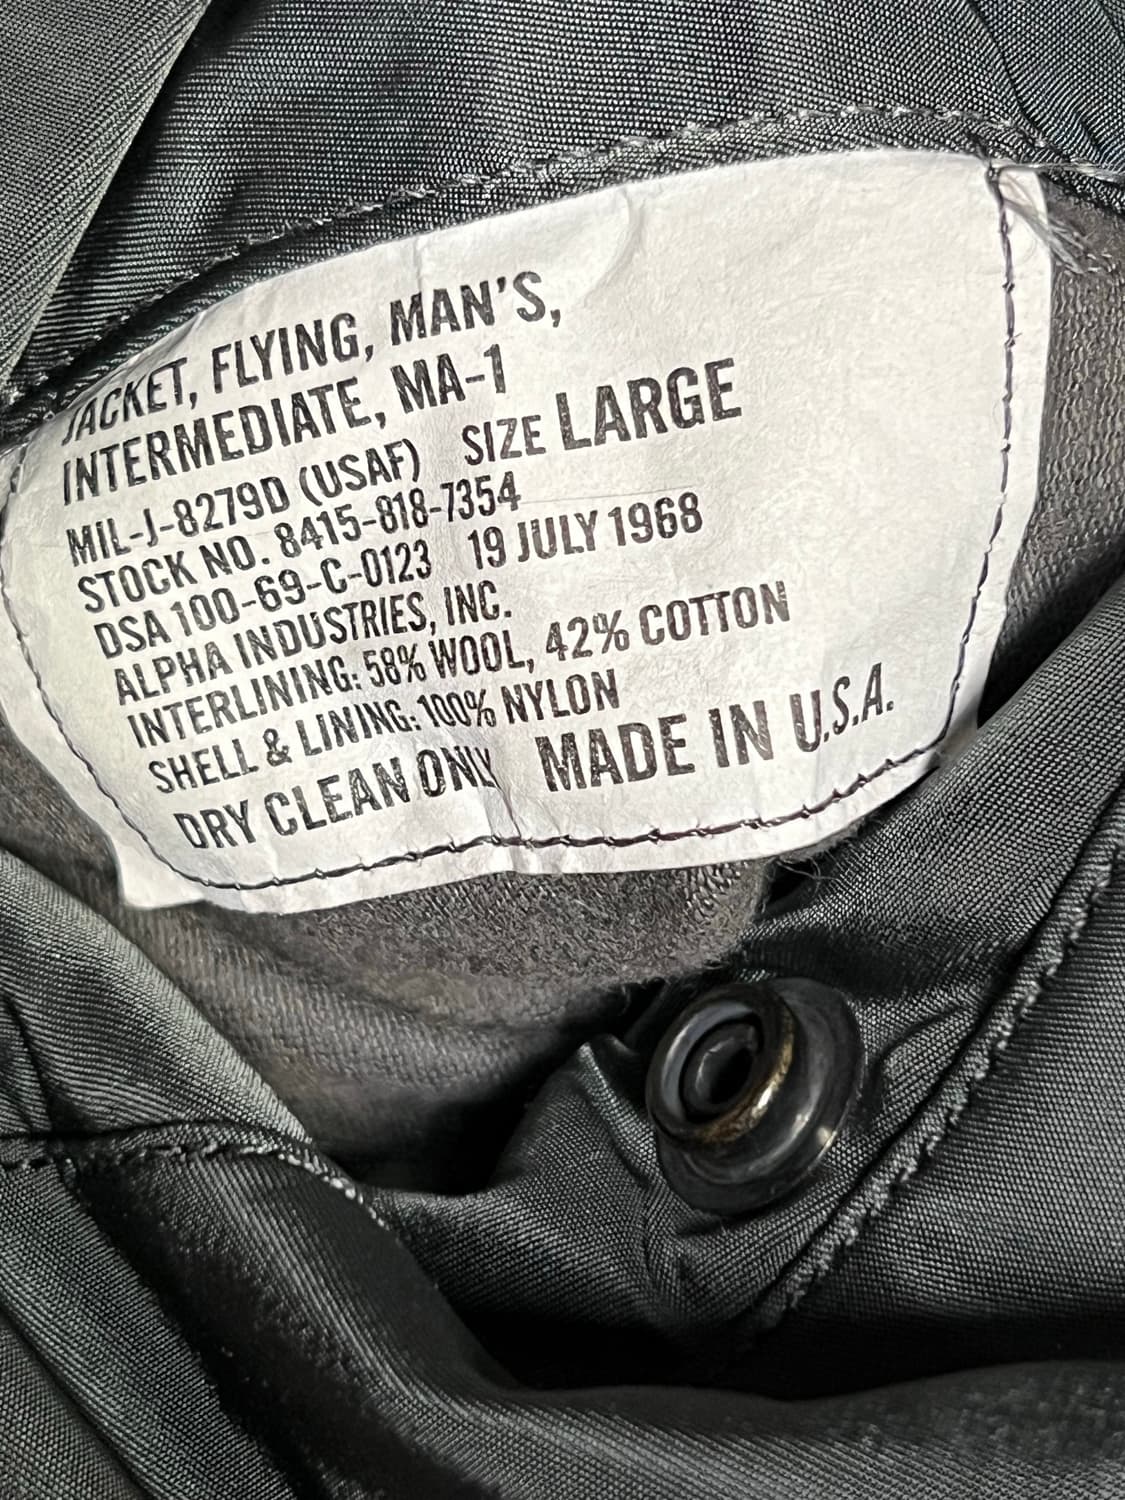 JACKET, FLYING, MAN'S,
INTERMEDIATE, MA-1
MIL-J-8279D (USAF) SIZE LARGE
STOCK NO. 8415-818-7354
DSA 100-69-C-0123 19 JULY 1968
ALPHA INDUSTRIES, INC.
INTERLINING: 58% WOOL, 42% COTTON
SHELL & LINING: 100% NYLON
DRY CLEAN ONLY MADE IN U.S.A.